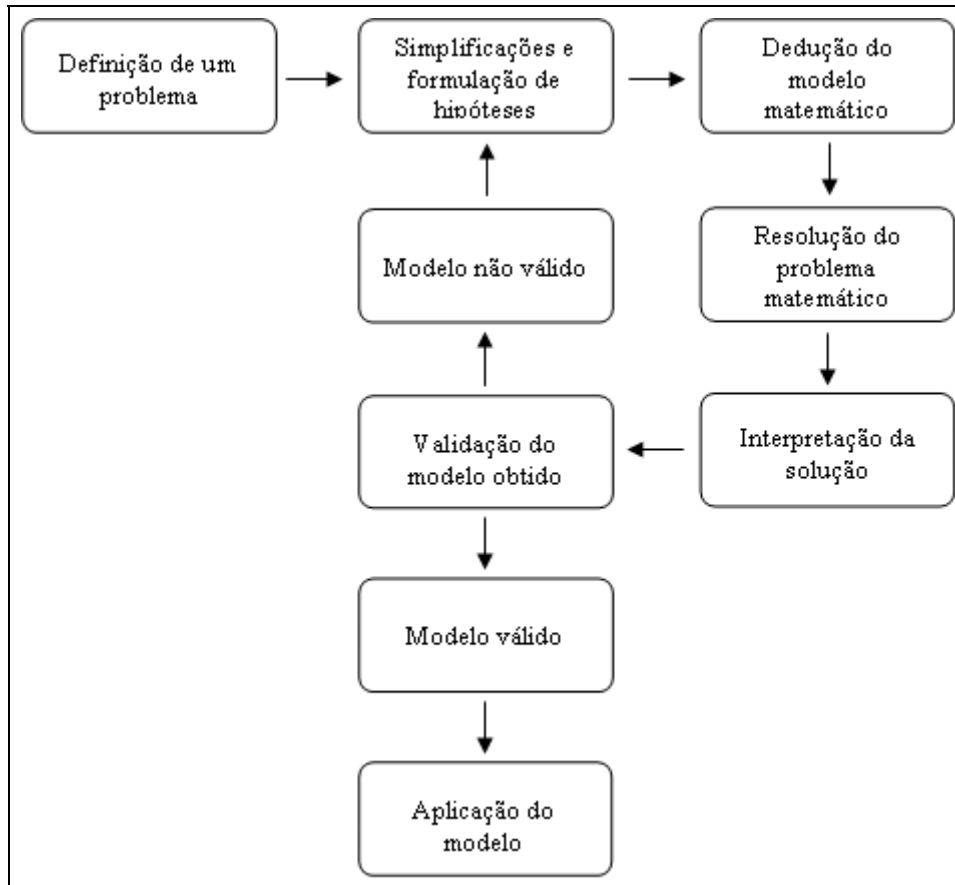 Definição de um
problema
Simplificações e
formulação de
hipóteses
Dedução do
modelo
matemático
Modelo não válido
Resolução do
problema
matemático
Validação do
modelo obtido
Interpretação da
solução
Modelo válido
Aplicação do
modelo